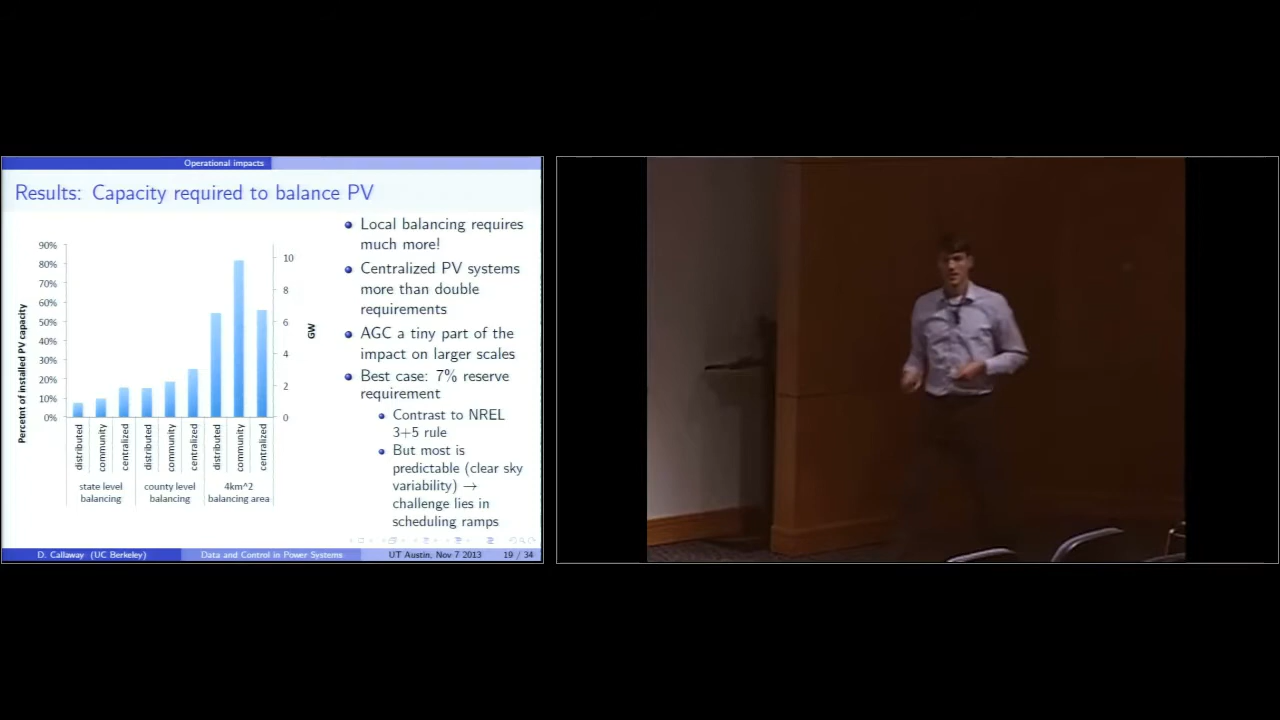 Operational impacts
Results: Capacity required to balance PV
Percetnt of installed PV capacity
90%
80%
70%
60%
50%
40%
30%
20%
10%
0%
10
8
6
4
2
0
GW
distributed
community
centralized
distributed
community
centralized
distributed
community
centralized
state level
balancing
county level
balancing
4km^2
balancing area
Local balancing requires
much more!
Centralized PV systems
more than double
requirements
AGC a tiny part of the
impact on larger scales
Best case: 7% reserve
requirement
Contrast to NREL
3+5 rule
But most is
predictable (clear sky
variability) →
challenge lies in
scheduling ramps
D. Callaway (UC Berkeley)
Data and Control in Power Systems
UT Austin, Nov 7 2013
19 / 34